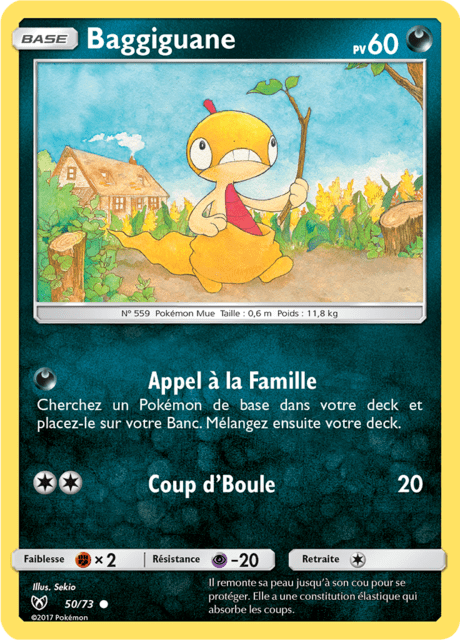 BASE Baggiguane PV60
N° 559 Pokémon Mue Taille : 0,6 m Poids : 11,8 kg
Appel à la Famille
Cherchez un Pokémon de base dans votre deck et
placez-le sur votre Banc. Mélangez ensuite votre deck.
Coup d'Boule 20
Faiblesse ×2 Résistance -20 Retraite
Illus. Sekio
50/73
©2017 Pokémon
Il remonte sa peau jusqu'à son cou pour se
protéger. Elle a une constitution élastique qui
absorbe les coups.